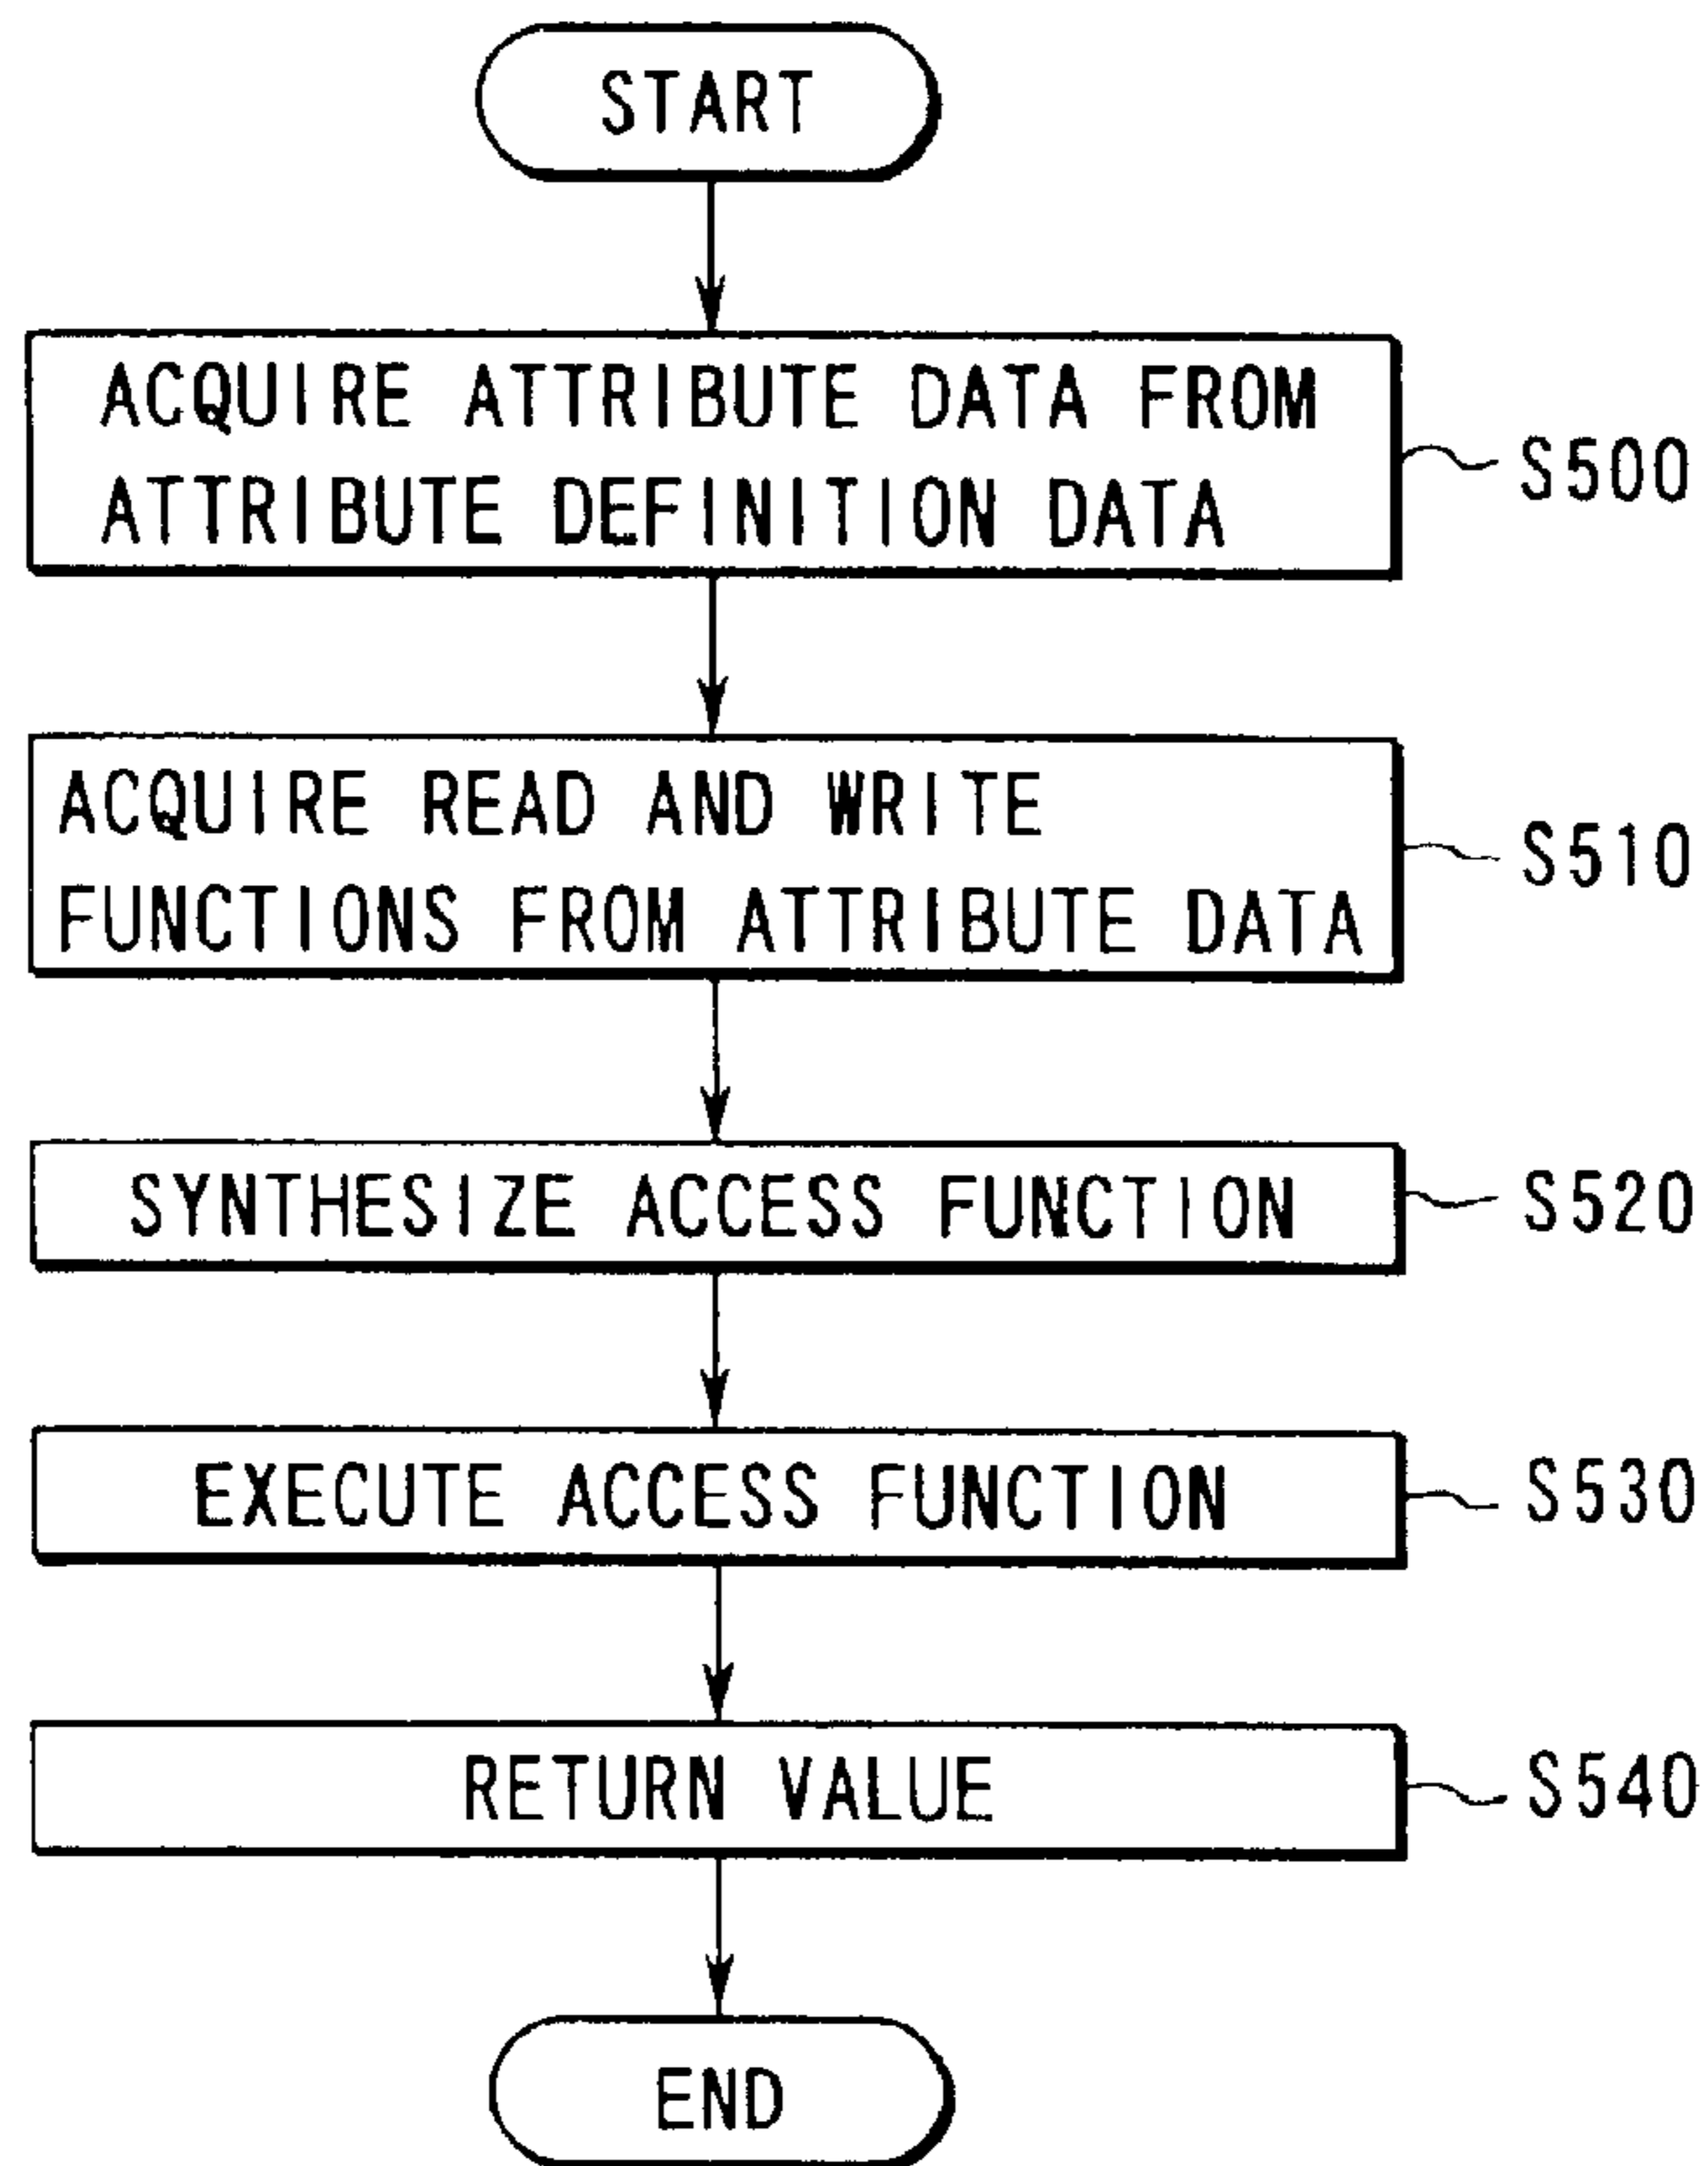 START
ACQUIRE ATTRIBUTE DATA FROM
ATTRIBUTE DEFINITION DATA
S500
ACQUIRE READ AND WRITE
FUNCTIONS FROM ATTRIBUTE DATA
S510
SYNTHESIZE ACCESS FUNCTION
S520
EXECUTE ACCESS FUNCTION
S530
RETURN VALUE
S540
END